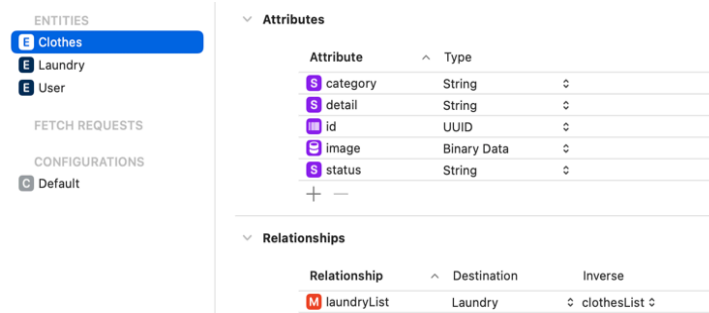 ENTITIES
E Clothes
E Laundry
E User
FETCH REQUESTS
CONFIGURATIONS
C Default
Attributes
Attribute Type
S category String
S detail String
id UUID
image Binary Data
S status String
Relationships
Relationship Destination Inverse
M laundryList Laundry clothesList